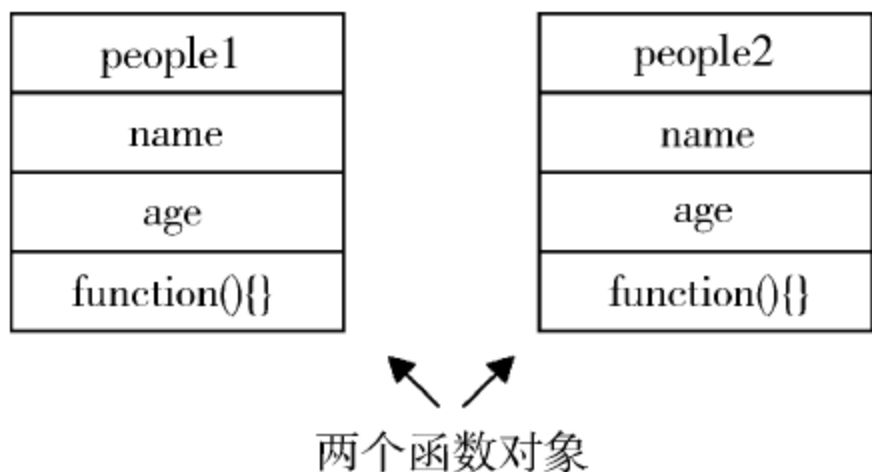 people1
name
age
function(){}
people2
name
age
function(){}
两个函数对象